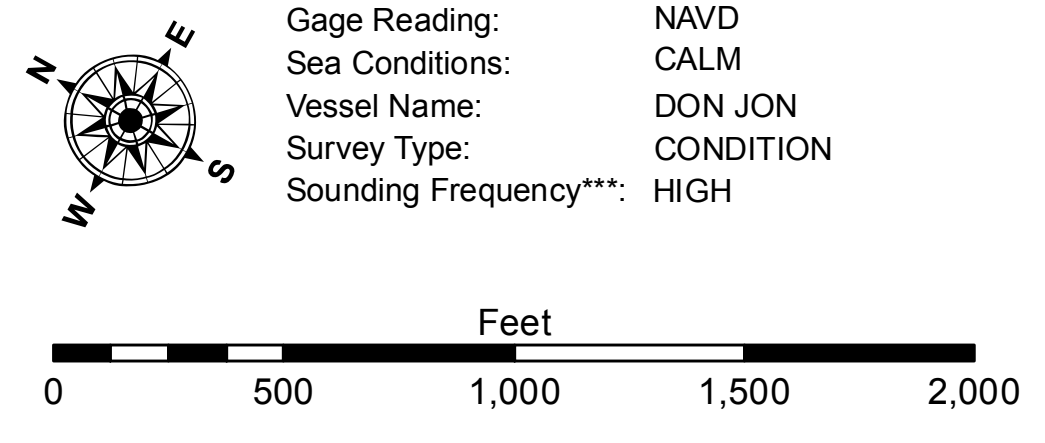 N
E
S
W
Gage Reading: NAVD
Sea Conditions: CALM
Vessel Name: DON JON
Survey Type: CONDITION
Sounding Frequency***: HIGH
Feet
0 500 1,000 1,500 2,000